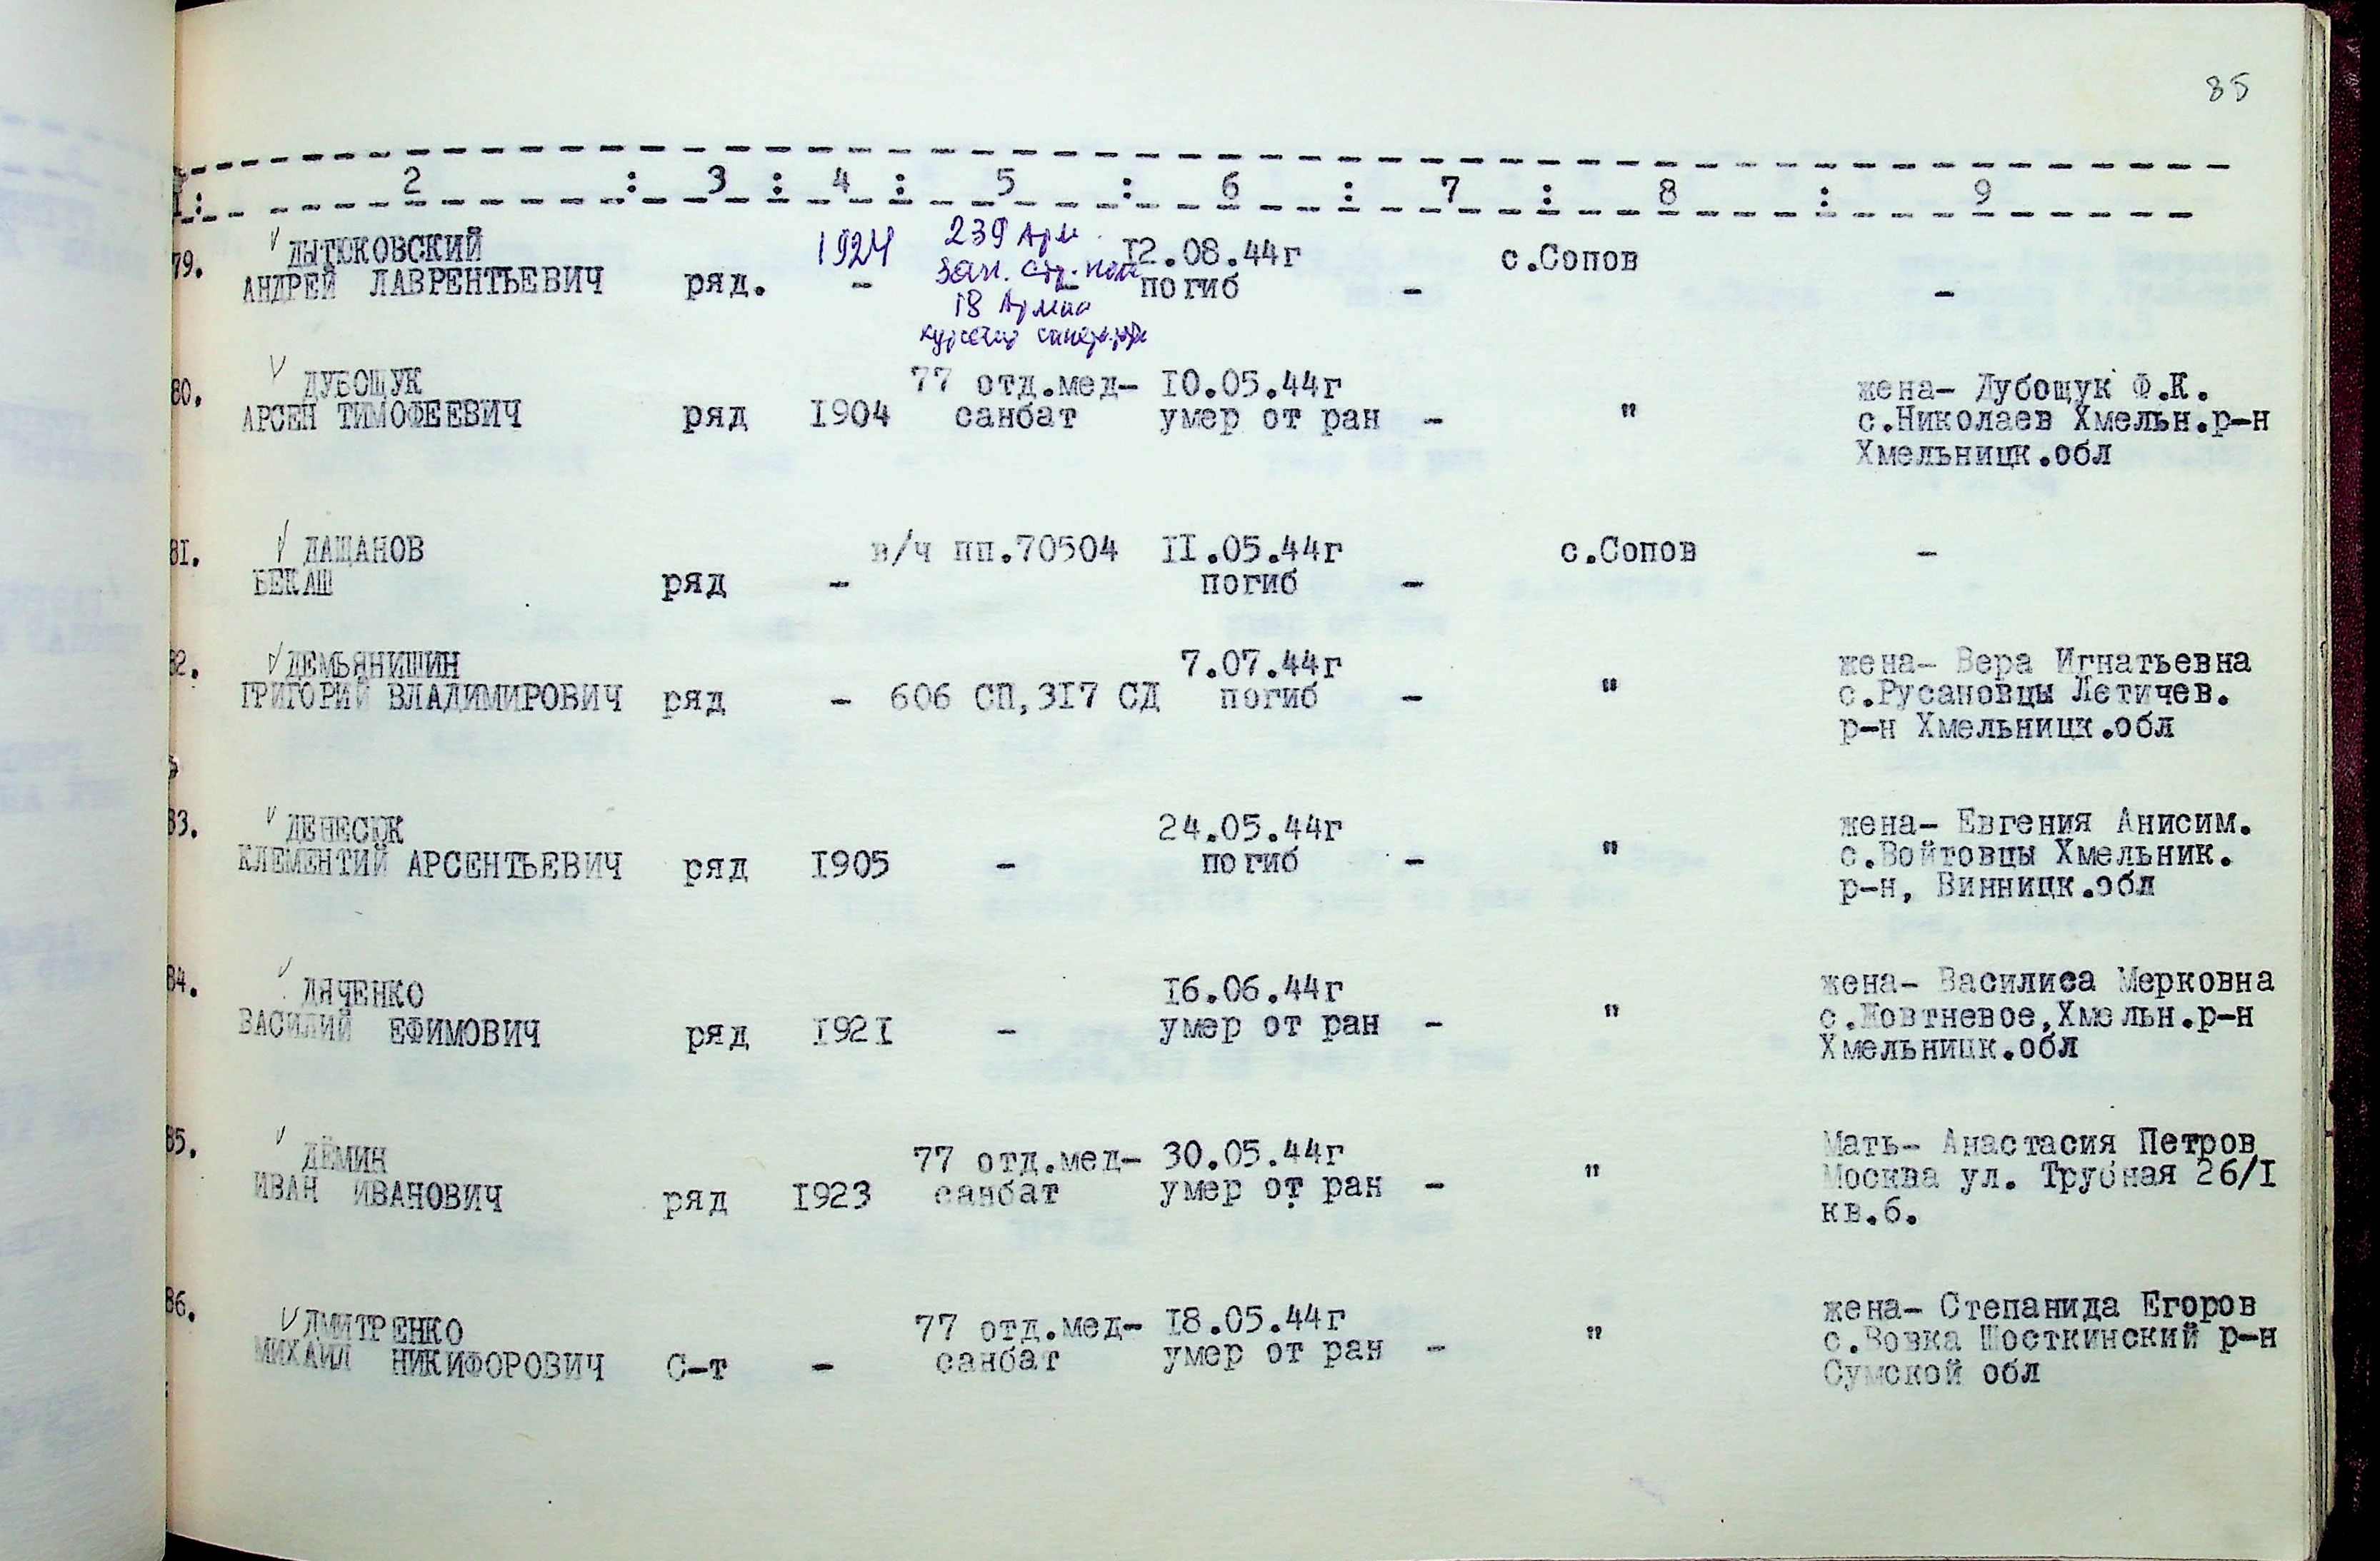 85
1: 2 : 3 : 4 : 5 : 6 : 7 : 8 : 9
79. ДЫТЮКОВСКИЙ 1924 239 Арм. 12.08.44г с.Сопов
АНДРЕЙ ЛАВРЕНТЬЕВИЧ ряд. - зап. стр. полк - погиб - -
18 Армии
80. ДУБОЩУК 77 отд.мед- 10.05.44г жена- Дубощук Ф.К.
АРСЕН ТИМОФЕЕВИЧ ряд 1904 санбат умер от ран - " с.Николаев Хмельн.р-н
Хмельницк.обл
81. ДАЩАНОВ в/ч пп.70504 11.05.44г с.Сопов -
БЕКАШ ряд - погиб -
82. ДЕМЬЯНИШИН 7.07.44г жена- Вера Игнатьевна
ГРИГОРИЙ ВЛАДИМИРОВИЧ ряд - 606 СП,317 СД погиб - " с.Русановцы Летичев.
р-н Хмельницк.обл
83. ДЕНЕСЮК 24.05.44г жена- Евгения Анисим.
КЛЕМЕНТИЙ АРСЕНТЬЕВИЧ ряд 1905 - погиб - " с.Войтовцы Хмельник.
р-н, Винницк.обл
84. ДЯЧЕНКО 16.06.44г жена- Василиса Мерковна
ВАСИЛИЙ ЕФИМОВИЧ ряд 1921 - умер от ран - " с.Жовтневое,Хмельн.р-н
Хмельницк.обл
85. ДЁМИН 77 отд.мед- 30.05.44г Мать- Анастасия Петров
ИВАН ИВАНОВИЧ ряд 1923 санбат умер от ран - " Москва ул. Трубная 26/1
кв.6.
86. ДМИТРЕНКО 77 отд.мед- 18.05.44г жена- Степанида Егоров
МИХАИЛ НИКИФОРОВИЧ С-т - санбат умер от ран - " с.Вовка Шосткинский р-н
Сумской обл